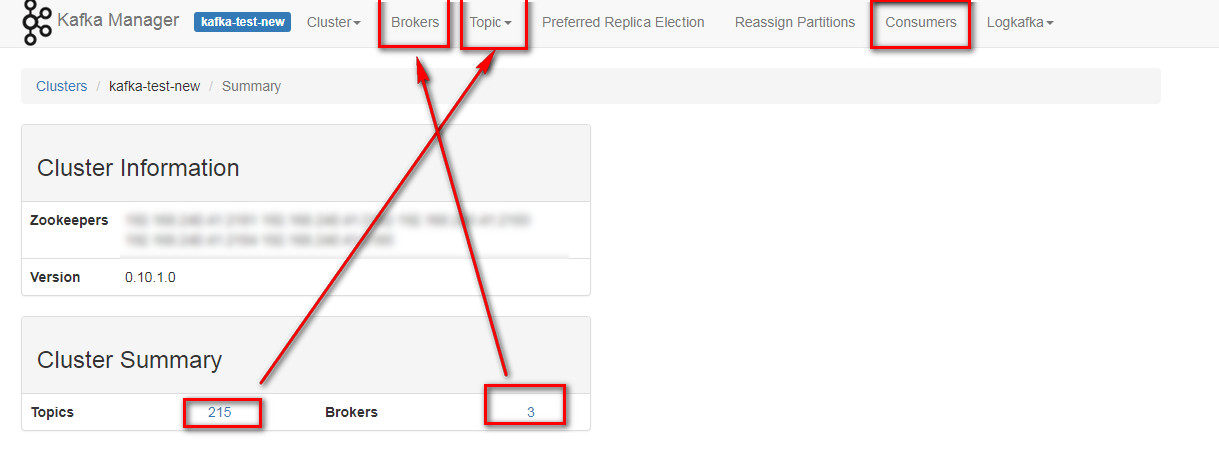 Kafka Manager kafka-test-new Cluster Brokers Topic Preferred Replica Election Reassign Partitions Consumers Logkafka
Clusters / kafka-test-new / Summary
Cluster Information
Zookeepers
Version 0.10.1.0
Cluster Summary
Topics 215 Brokers 3